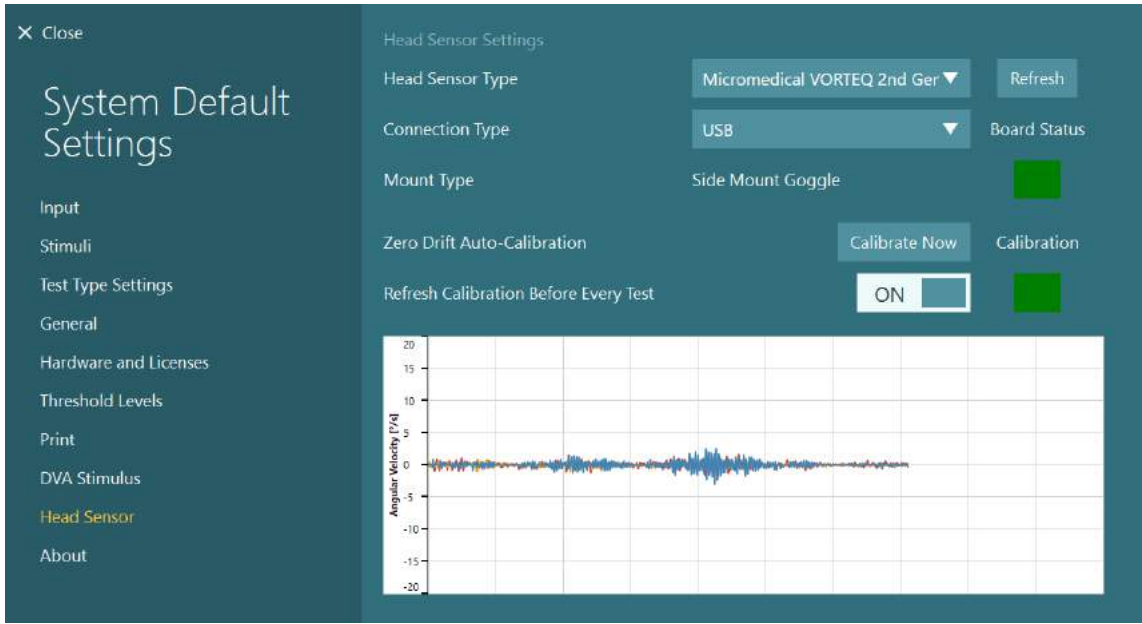 ✕ Close
System Default
Settings
Input
Stimuli
Test Type Settings
General
Hardware and Licenses
Threshold Levels
Print
DVA Stimulus
Head Sensor
About
Head Sensor Settings
Head Sensor Type
Micromedical VORTEQ 2nd Ger ▼
Refresh
Connection Type
USB ▼
Board Status
Mount Type
Side Mount Goggle
Zero Drift Auto-Calibration
Calibrate Now
Calibration
Refresh Calibration Before Every Test
ON
Angular Velocity [°/s]
20
15
10
5
0
-5
-10
-15
-20